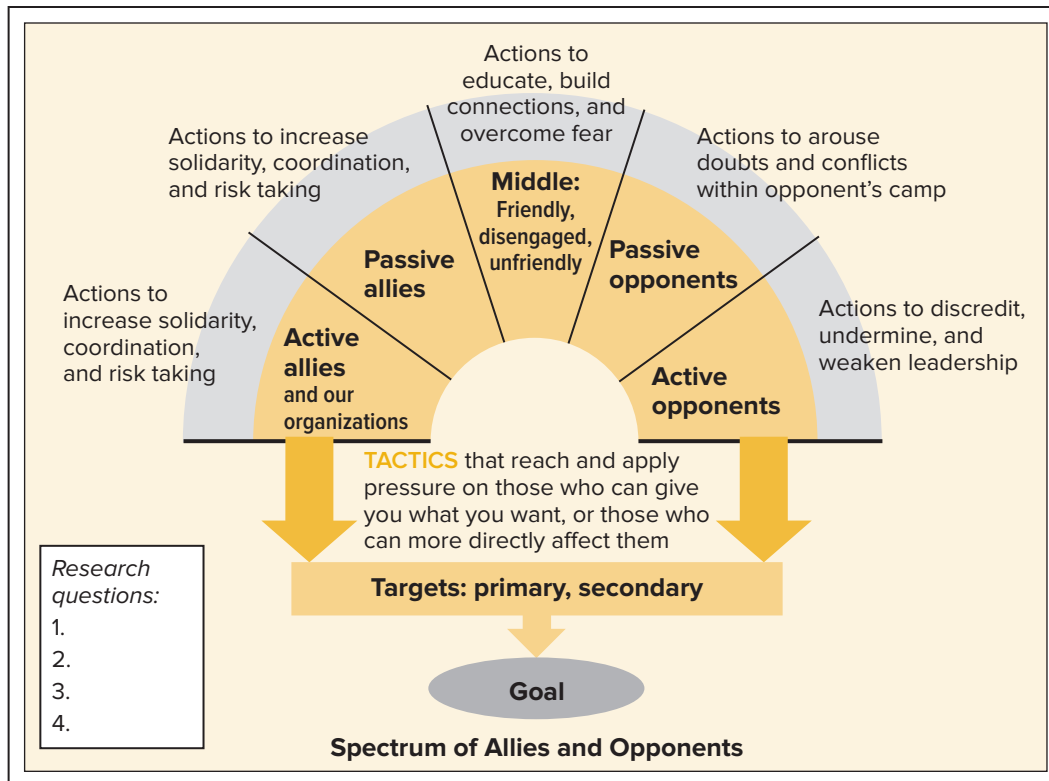 Actions to
educate, build
connections, and
overcome fear
Actions to increase
solidarity, coordination,
and risk taking
Actions to arouse
doubts and conflicts
within opponent's camp
Middle:
Friendly,
disengaged,
unfriendly
Passive
allies
Passive
opponents
Actions to
increase solidarity,
coordination,
and risk taking
Active
allies
and our
organizations
Active
opponents
Actions to discredit,
undermine, and
weaken leadership
TACTICS that reach and apply
pressure on those who can give
you what you want, or those who
can more directly affect them
Targets: primary, secondary
Research
questions:
1.
2.
3.
4.
Goal
Spectrum of Allies and Opponents